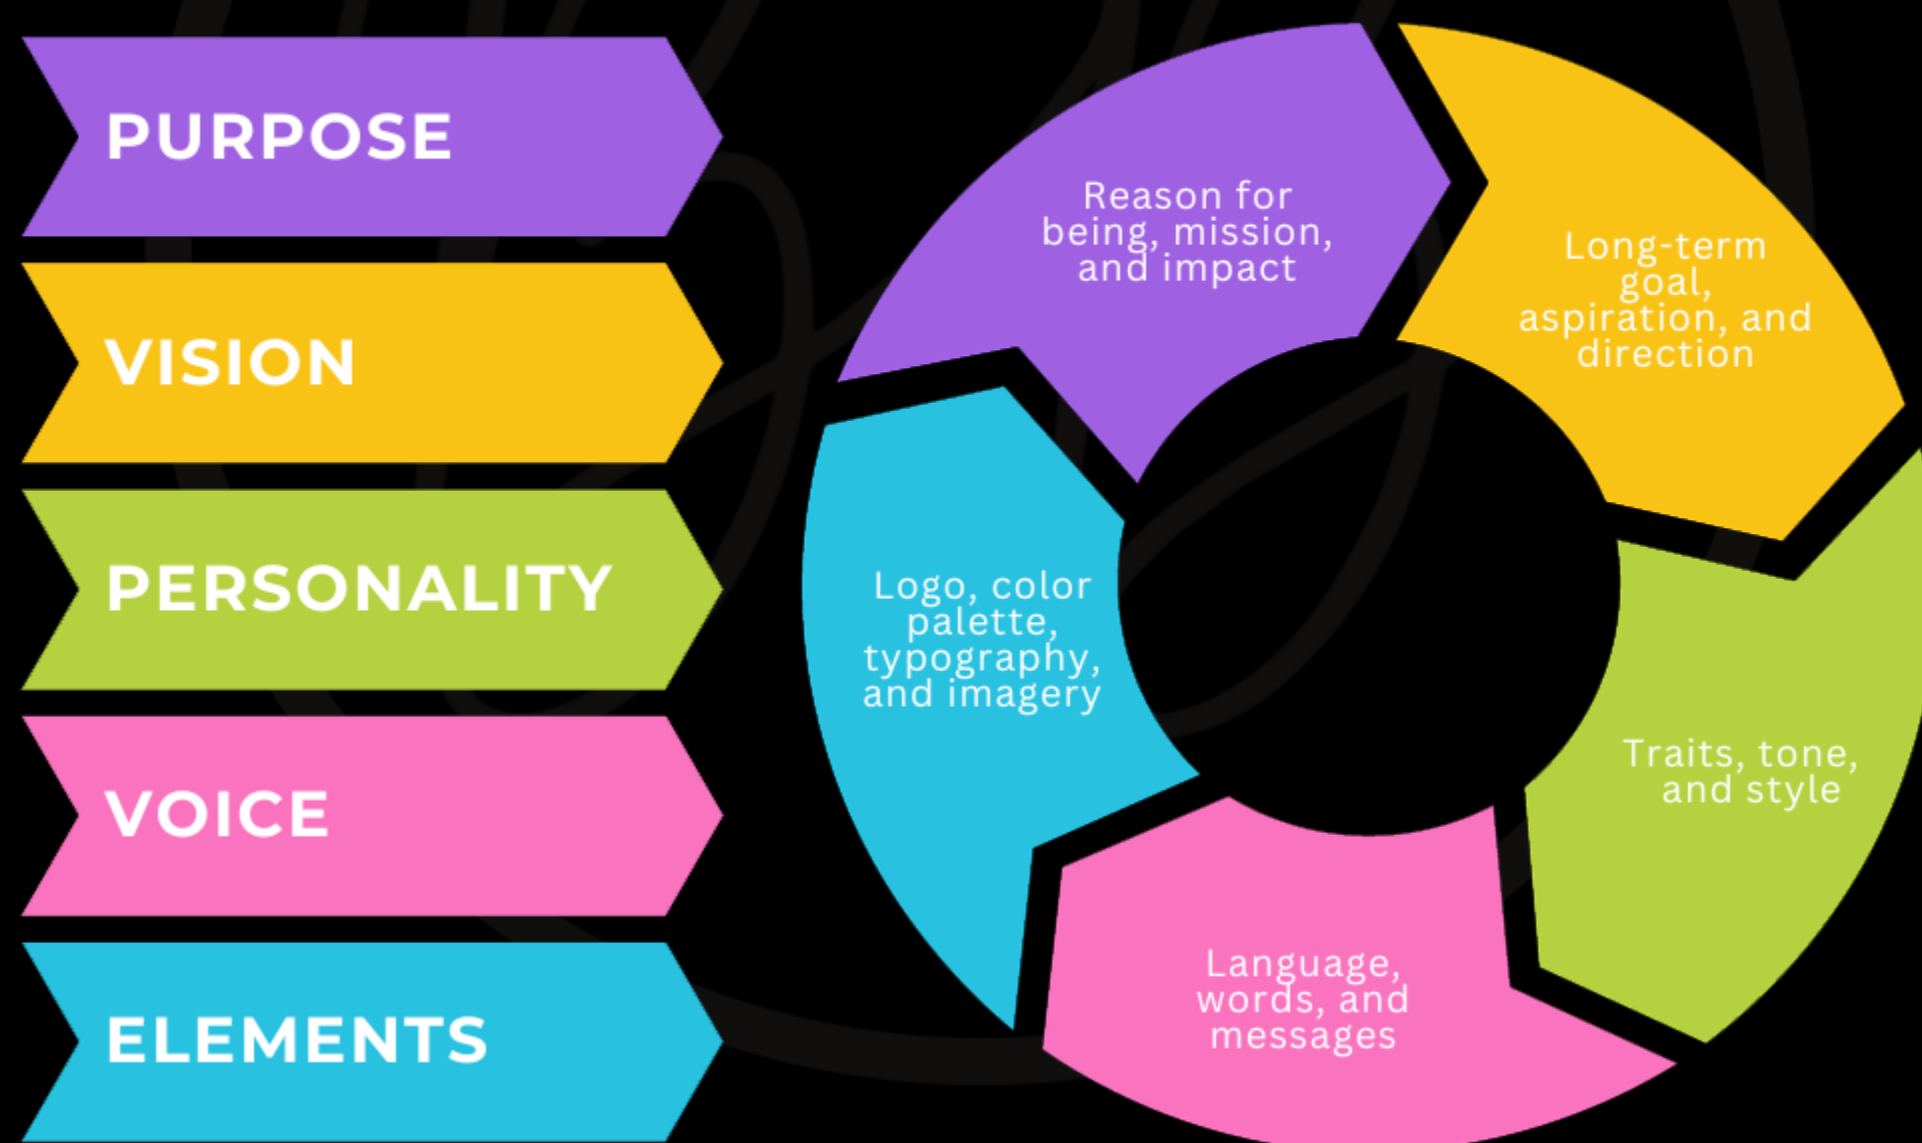 PURPOSE
VISION
PERSONALITY
VOICE
ELEMENTS
Reason for
being, mission,
and impact
Long-term
goal,
aspiration, and
direction
Traits, tone,
and style
Language,
words, and
messages
Logo, color
palette,
typography,
and imagery